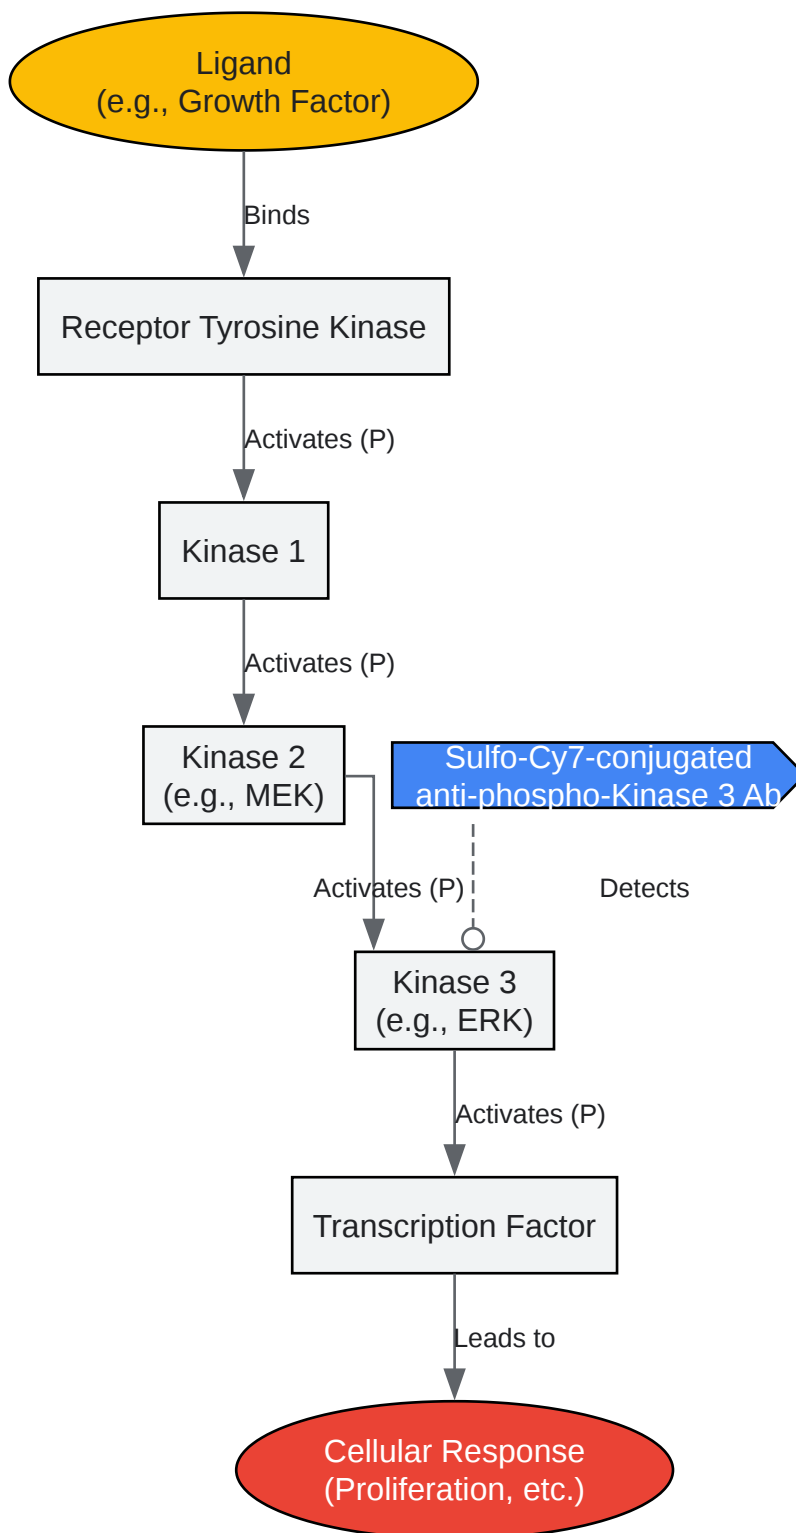 Ligand
(e.g., Growth Factor)
Binds
Receptor Tyrosine Kinase
Activates (P)
Kinase 1
Activates (P)
Kinase 2
(e.g., MEK)
Sulfo-Cy7-conjugated
anti-phospho-Kinase 3 Ab
Activates (P)
Detects
Kinase 3
(e.g., ERK)
Activates (P)
Transcription Factor
Leads to
Cellular Response
(Proliferation, etc.)